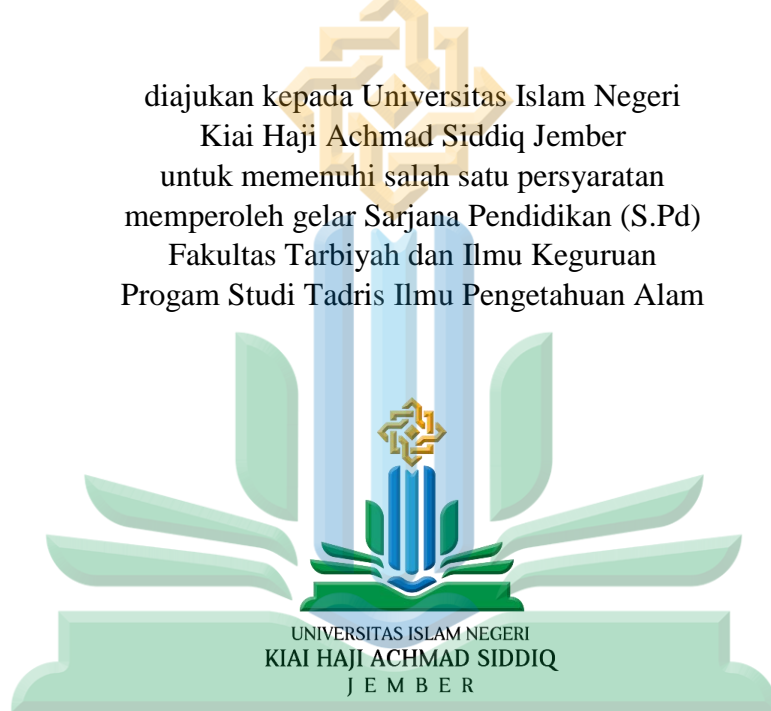 diajukan kepada Universitas Islam Negeri
Kiai Haji Achmad Siddiq Jember
untuk memenuhi salah satu persyaratan
memperoleh gelar Sarjana Pendidikan (S.Pd)
Fakultas Tarbiyah dan Ilmu Keguruan
Progam Studi Tadris Ilmu Pengetahuan Alam
UNIVERSITAS ISLAM NEGERI
KIAI HAJI ACHMAD SIDDIQ
JEMBER